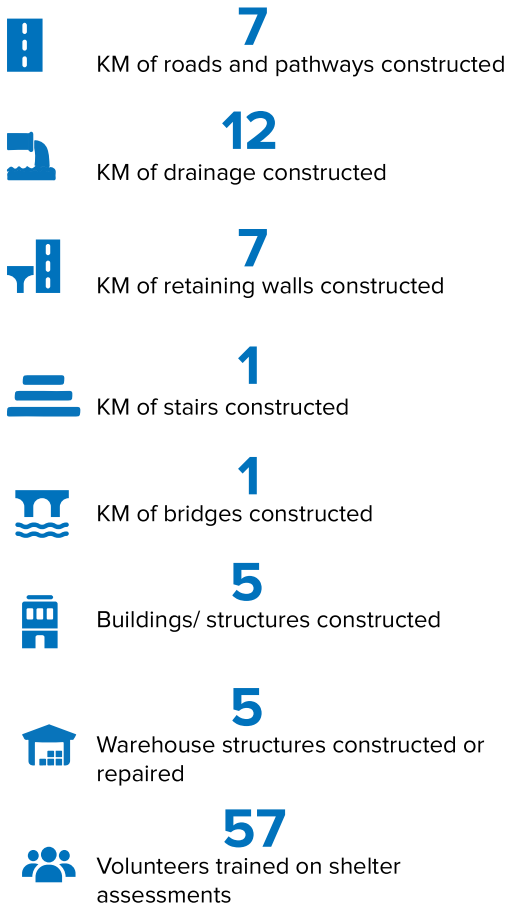 7
KM of roads and pathways constructed
12
KM of drainage constructed
7
KM of retaining walls constructed
1
KM of stairs constructed
1
KM of bridges constructed
5
Buildings/ structures constructed
5
Warehouse structures constructed or
repaired
57
Volunteers trained on shelter
assessments